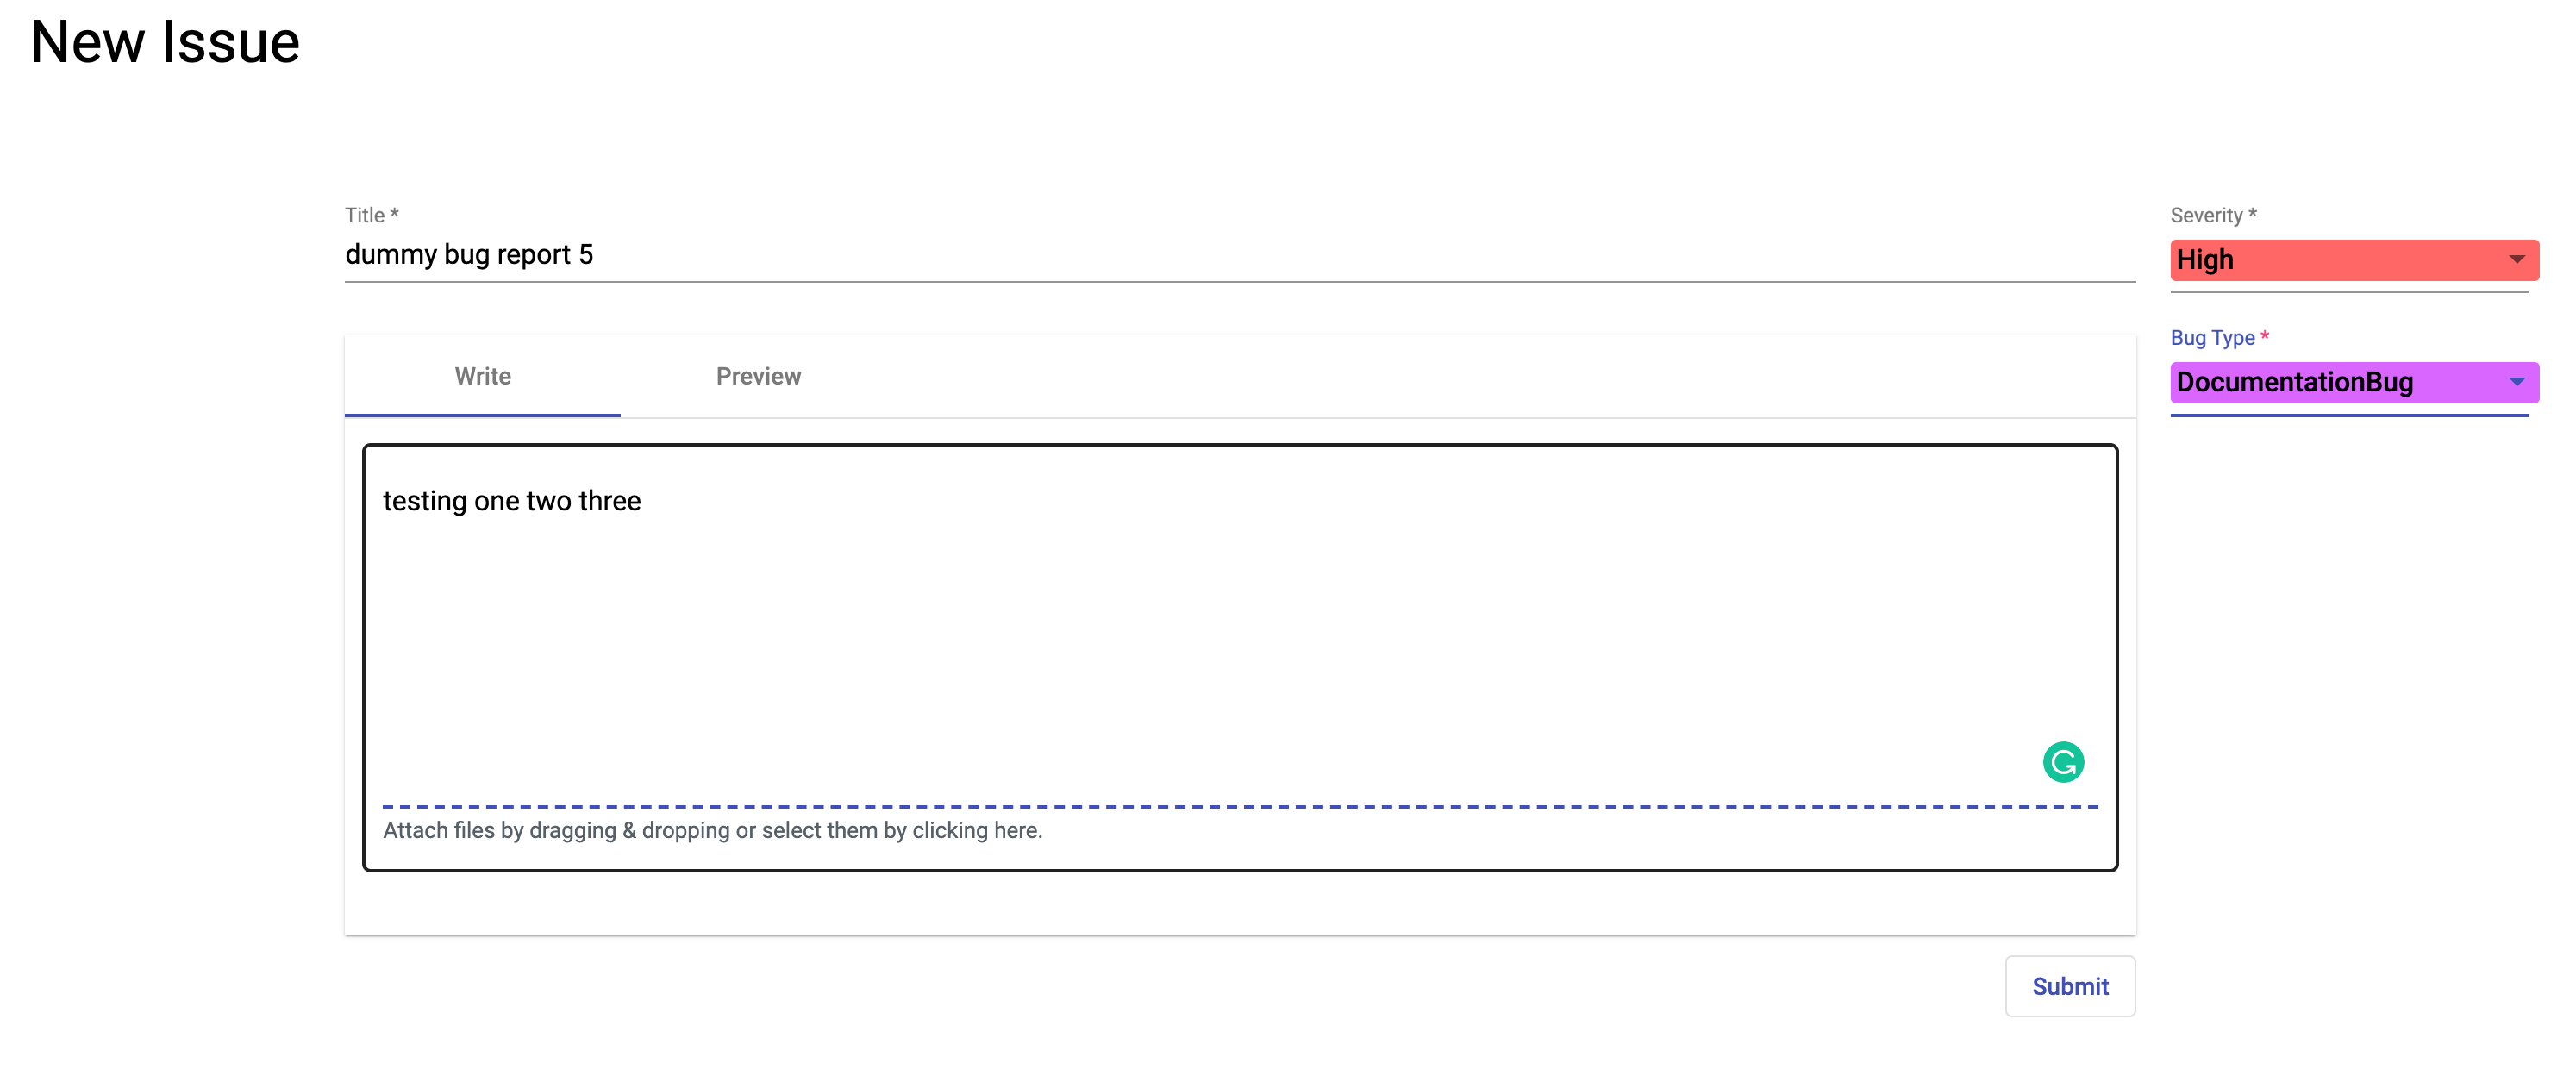 New Issue
Title *
dummy bug report 5
Severity *
High
Bug Type *
DocumentationBug
Write
Preview
testing one two three
Attach files by dragging & dropping or select them by clicking here.
Submit